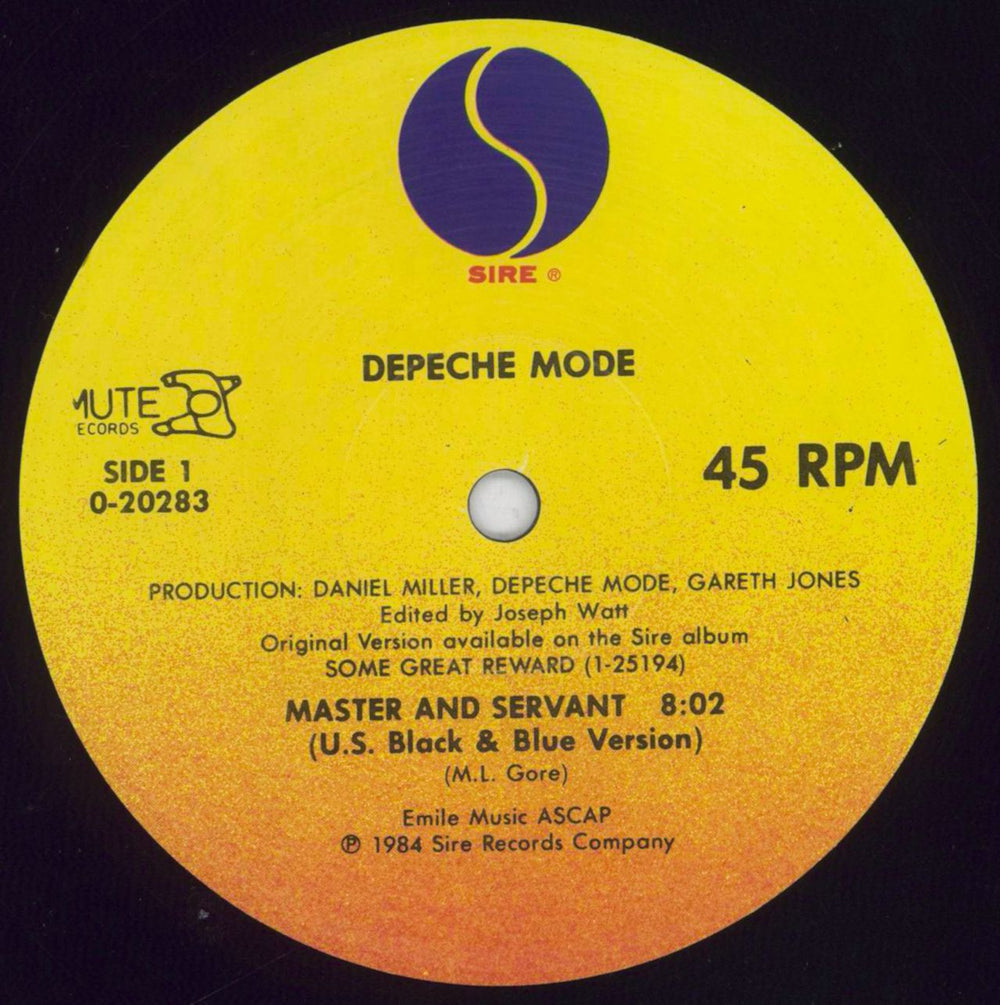 SIRE ®
DEPECHE MODE
MUTE
RECORDS
SIDE 1
0-20283
45 RPM
PRODUCTION: DANIEL MILLER, DEPECHE MODE, GARETH JONES
Edited by Joseph Watt
Original Version available on the Sire album
SOME GREAT REWARD (1-25194)
MASTER AND SERVANT 8:02
(U.S. Black & Blue Version)
(M.L. Gore)
Emile Music ASCAP
℗ 1984 Sire Records Company